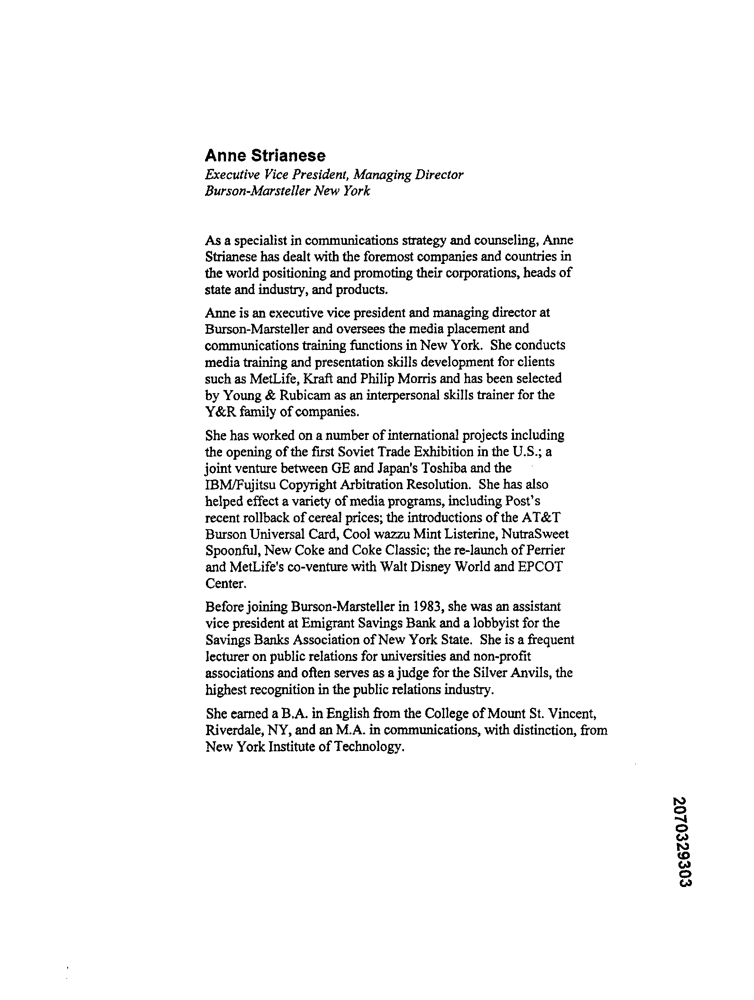 Anne Strianese
Executive Vice President, Managing Director
Burson-Marsteller New York
As a specialist in communications strategy and counseling, Anne
Strianese has dealt with the foremost companies and countries in
the world positioning and promoting their corporations, heads of
state and industry, and products.
Anne is an executive vice president and managing director at
Burson-Marsteller and oversees the media placement and
communications training functions in New York. She conducts
media training and presentation skills development for clients
such as MetLife, Kraft and Philip Morris and has been selected
by Young & Rubicam as an interpersonal skills trainer for the
Y&R family of companies.
She has worked on a number of international projects including
the opening of the first Soviet Trade Exhibition in the U.S.; a
joint venture between GE and Japan's Toshiba and the
IBM/Fujitsu Copyright Arbitration Resolution. She has also
helped effect a variety of media programs, including Post's
recent rollback of cereal prices; the introductions of the AT&T
Burson Universal Card, Cool wazzu Mint Listerine, NutraSweet
Spoonful, New Coke and Coke Classic; the re-launch of Perrier
and MetLife's co-venture with Walt Disney World and EPCOT
Center.
Before joining Burson-Marsteller in 1983, she was an assistant
vice president at Emigrant Savings Bank and a lobbyist for the
Savings Banks Association of New York State. She is a frequent
lecturer on public relations for universities and non-profit
associations and often serves as a judge for the Silver Anvils, the
highest recognition in the public relations industry.
She earned a B.A. in English from the College of Mount St. Vincent,
Riverdale, NY, and an M.A. in communications, with distinction, from
New York Institute of Technology.
2070329303